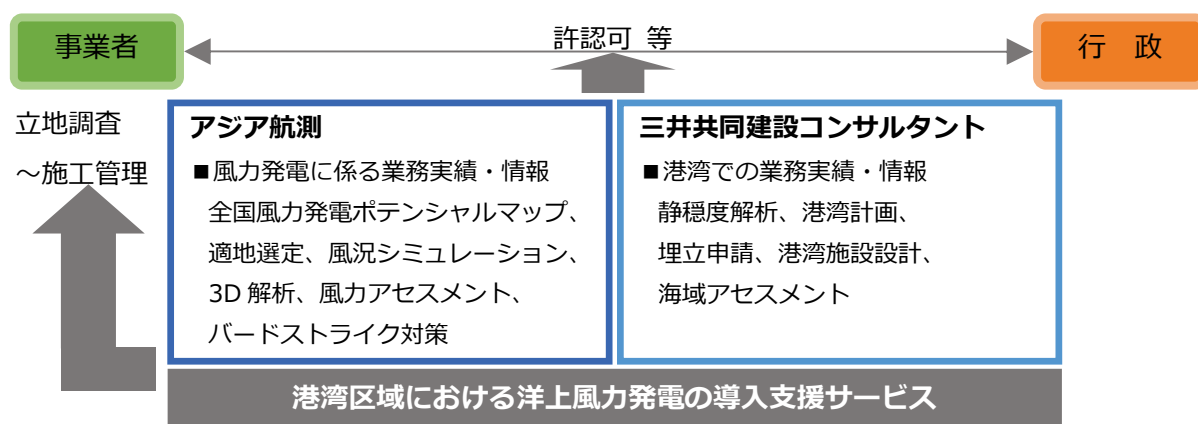 事業者
許認可 等
行 政
立地調査
～施工管理
アジア航測
■風力発電に係る業務実績・情報
全国風力発電ポテンシャルマップ、
適地選定、風況シミュレーション、
3D 解析、風力アセスメント、
バードストライク対策
三井共同建設コンサルタント
■港湾での業務実績・情報
静穏度解析、港湾計画、
埋立申請、港湾施設設計、
海域アセスメント
港湾区域における洋上風力発電の導入支援サービス